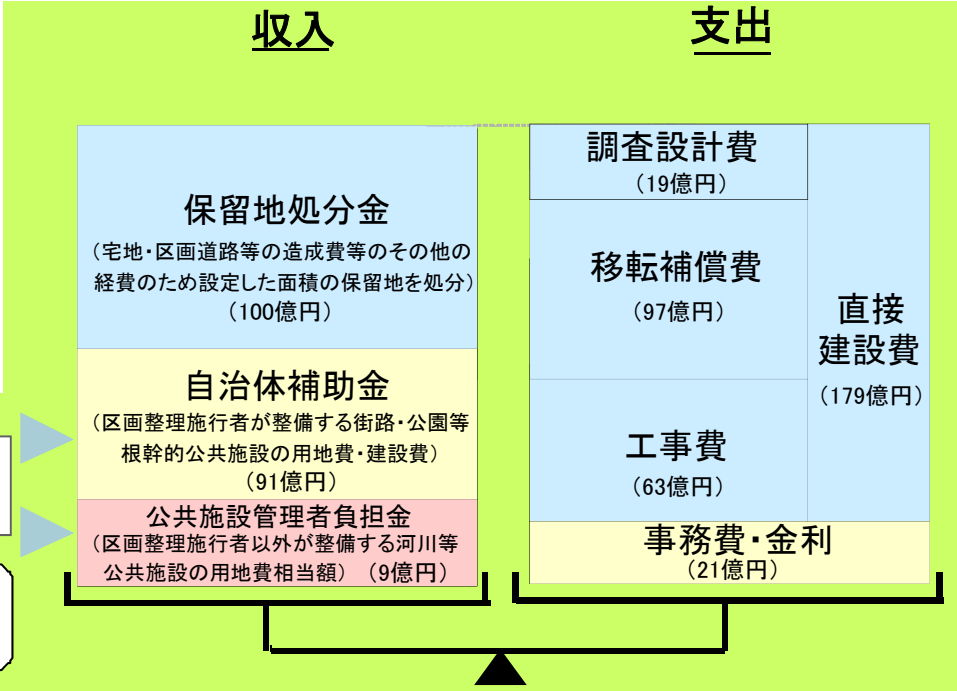 収入
保留地処分金
（宅地・区画道路等の造成費等のその他の
経費のため設定した面積の保留地を処分）
（100億円）
自治体補助金
（区画整理施行者が整備する街路・公園等
根幹的公共施設の用地費・建設費）
（91億円）
公共施設管理者負担金
（区画整理施行者以外が整備する河川等
公共施設の用地費相当額）（9億円）
支出
調査設計費
（19億円）
移転補償費
（97億円）
工事費
（63億円）
直接
建設費
（179億円）
事務費・金利
（21億円）